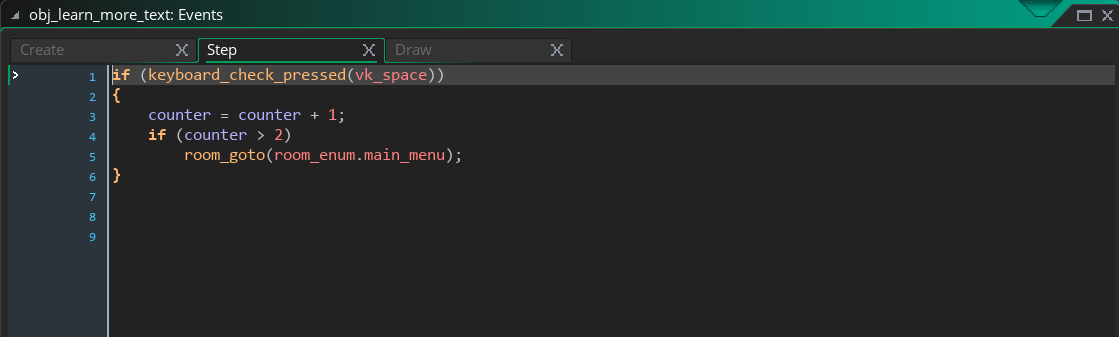 obj_learn_more_text: Events
Create Step Draw
1 if (keyboard_check_pressed(vk_space))
2 {
3 counter = counter + 1;
4 if (counter > 2)
5 room_goto(room_enum.main_menu);
6 }
7
8
9